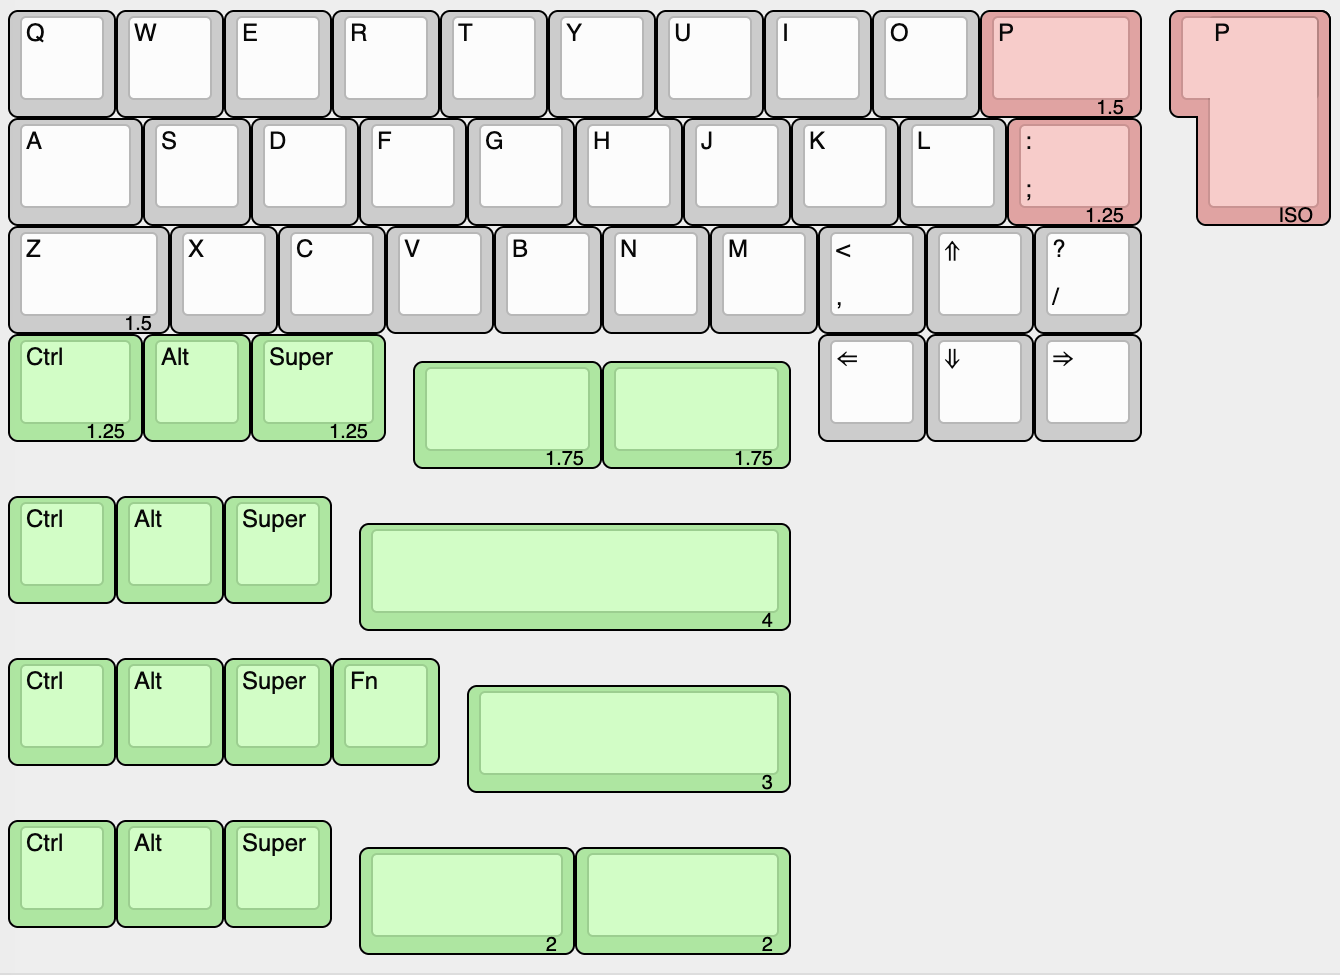 Q W E R T Y U I O P P
1.5
A S D F G H J K L :
;
1.25 ISO
Z X C V B N M < ⇑ ?
, /
1.5
Ctrl Alt Super ⇐ ⇓ ⇒
1.25 1.25
1.75 1.75
Ctrl Alt Super
4
Ctrl Alt Super Fn
3
Ctrl Alt Super
2 2